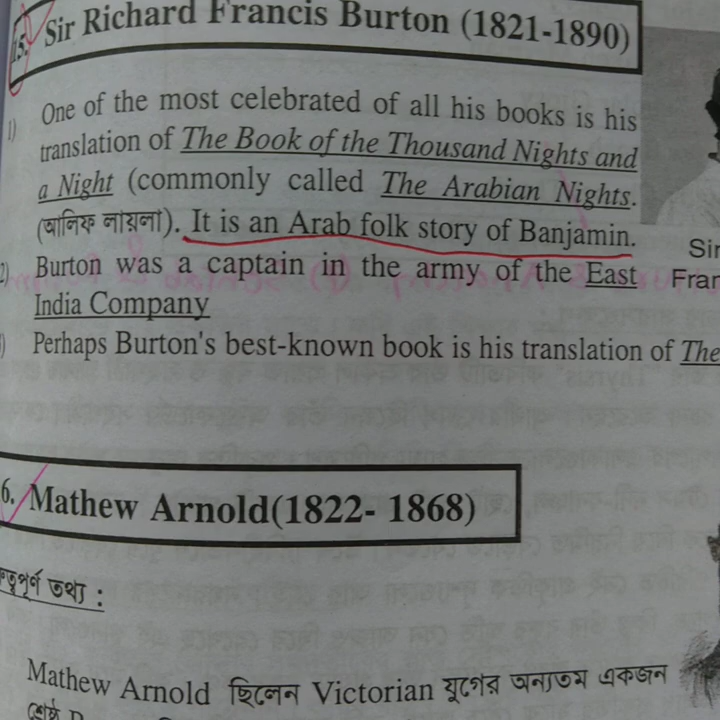 15. Sir Richard Francis Burton (1821-1890)
1) One of the most celebrated of all his books is his
translation of The Book of the Thousand Nights and
a Night (commonly called The Arabian Nights.
(আলিফ লায়লা). It is an Arab folk story of Banjamin.
2) Burton was a captain in the army of the East
India Company
) Perhaps Burton's best-known book is his translation of The
Sir
Fran
6. Mathew Arnold(1822- 1868)
ত্বপূর্ণ তথ্য :
Mathew Arnold ছিলেন Victorian যুগের অন্যতম একজন
শ্রেষ্ঠ